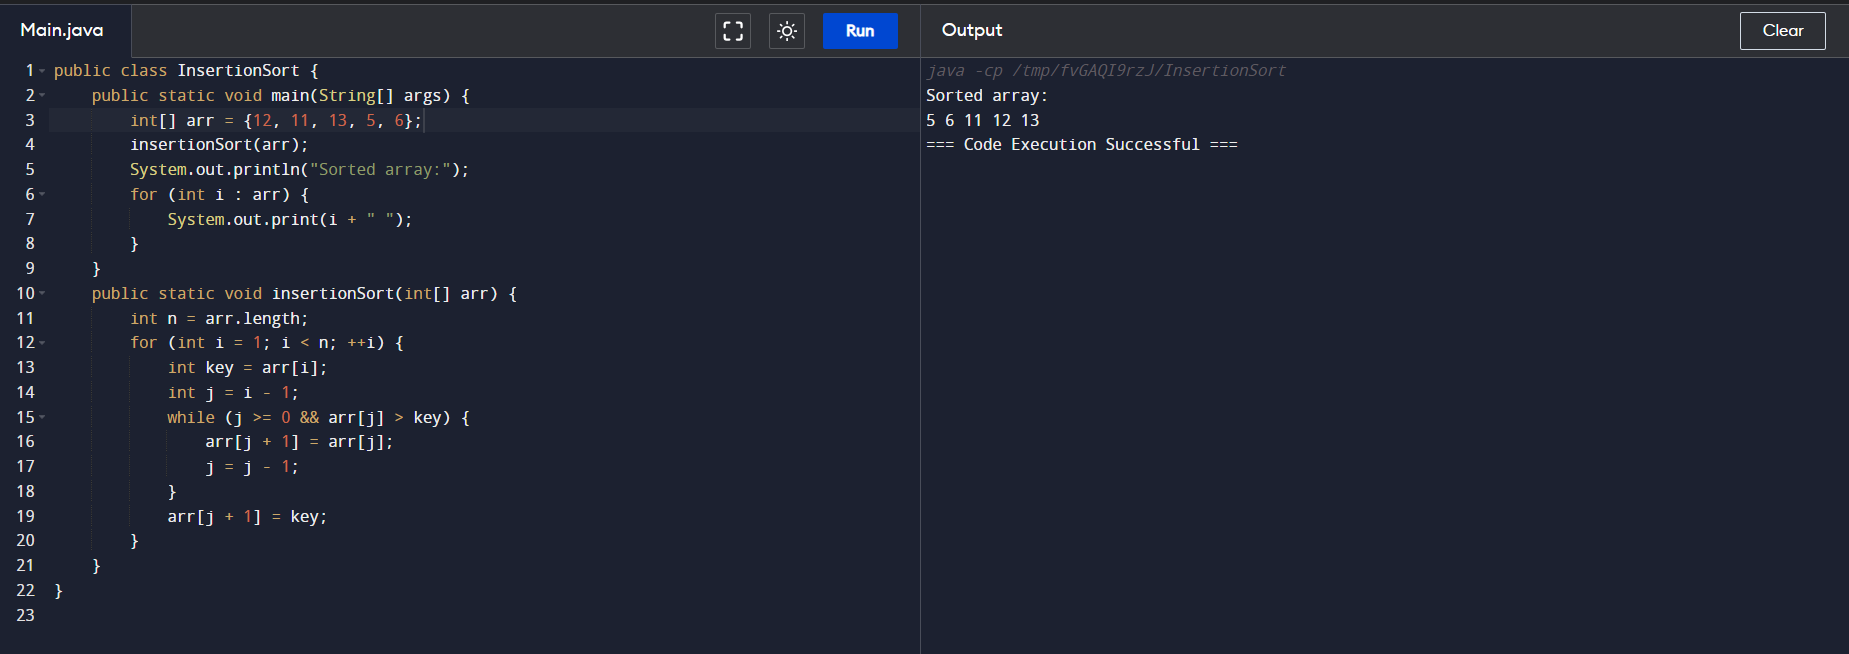 Main.java
Run
Output
Clear
1 public class InsertionSort {
2     public static void main(String[] args) {
3         int[] arr = {12, 11, 13, 5, 6};
4         insertionSort(arr);
5         System.out.println("Sorted array:");
6         for (int i : arr) {
7             System.out.print(i + " ");
8         }
9     }
10     public static void insertionSort(int[] arr) {
11         int n = arr.length;
12         for (int i = 1; i < n; ++i) {
13             int key = arr[i];
14             int j = i - 1;
15             while (j >= 0 && arr[j] > key) {
16                 arr[j + 1] = arr[j];
17                 j = j - 1;
18             }
19             arr[j + 1] = key;
20         }
21     }
22 }
23
java -cp /tmp/fvGAQI9rzJ/InsertionSort
Sorted array:
5 6 11 12 13
=== Code Execution Successful ===